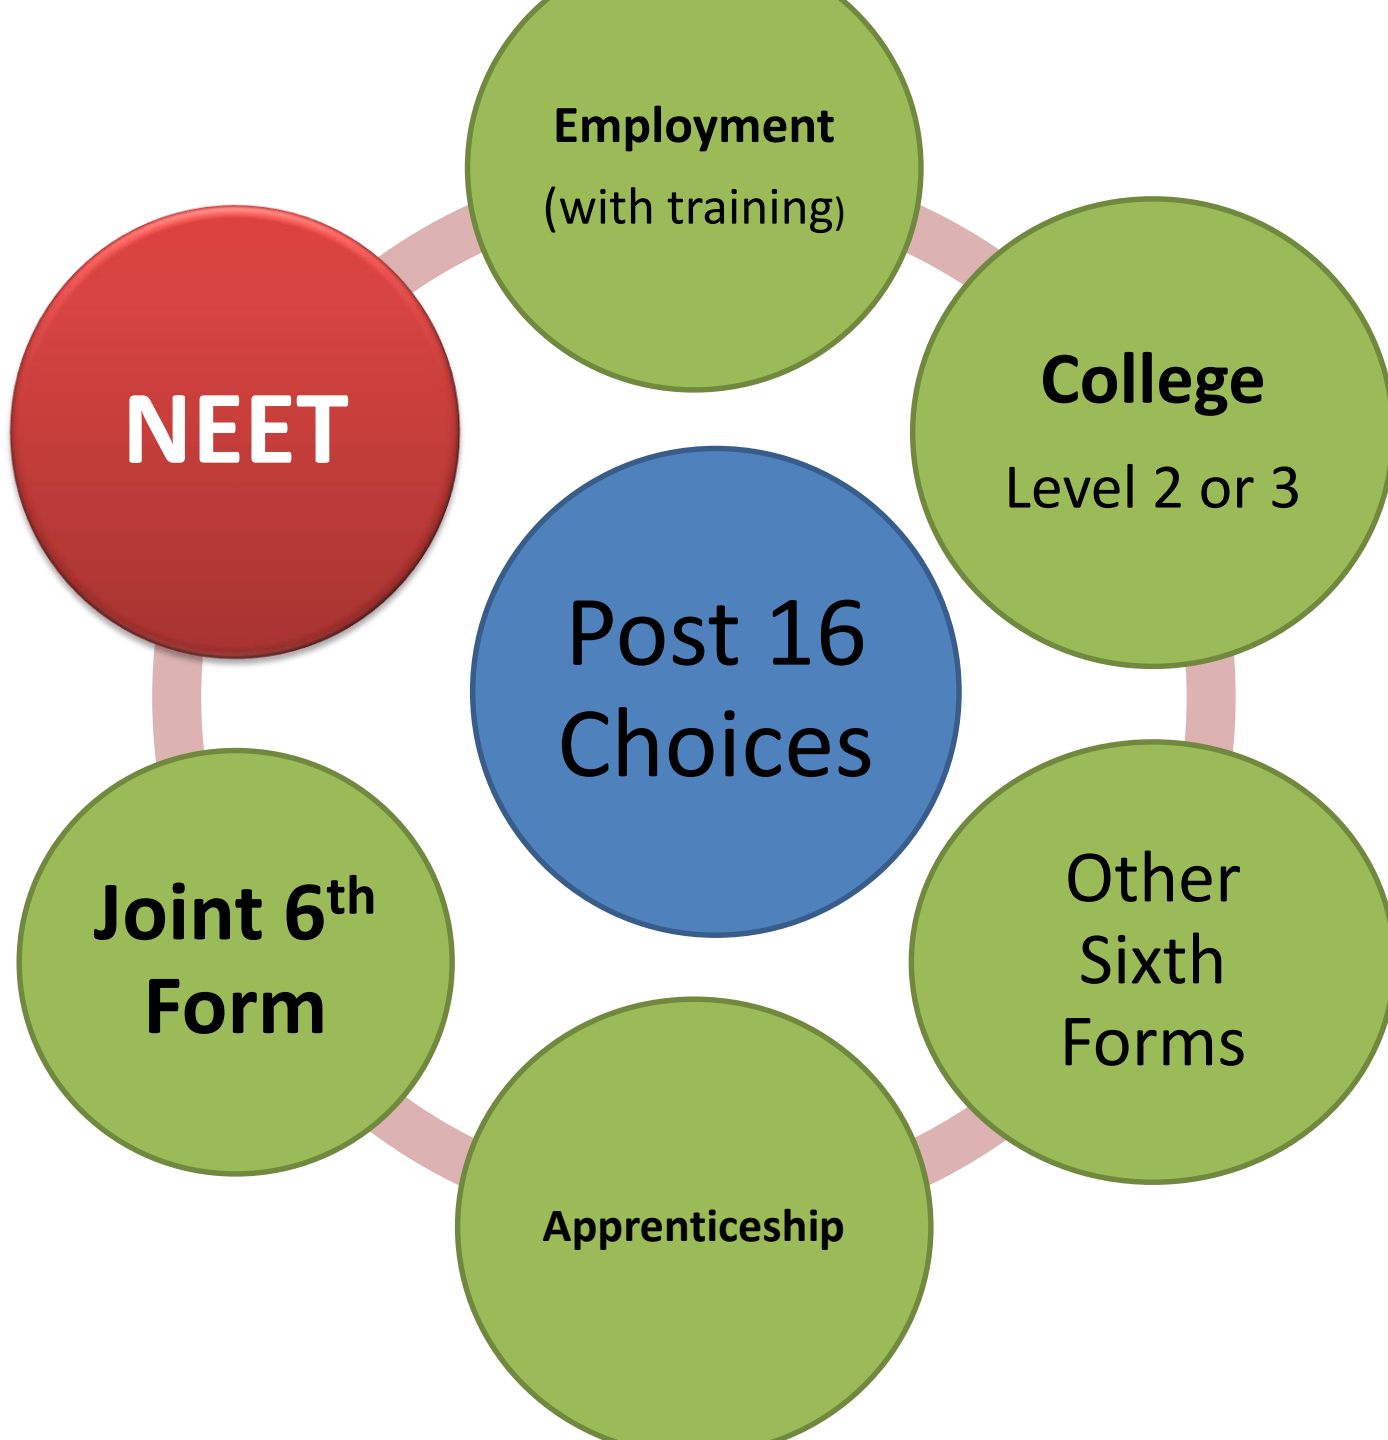 Employment
(with training)
College
Level 2 or 3
NEET
Post 16
Choices
Joint 6th
Form
Other
Sixth
Forms
Apprenticeship